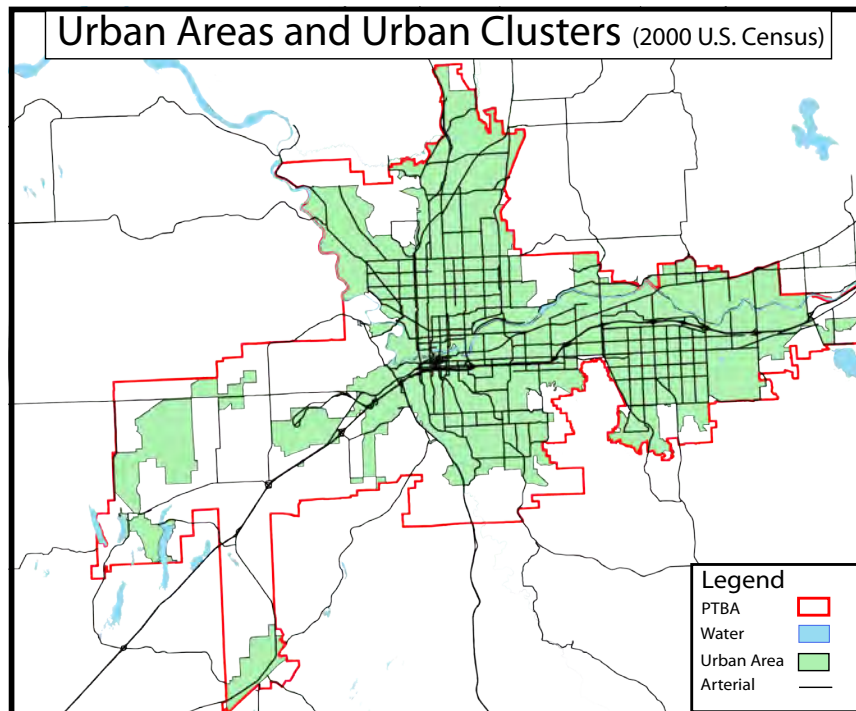 Urban Areas and Urban Clusters (2000 U.S. Census)
Legend
PTBA
Water
Urban Area
Arterial